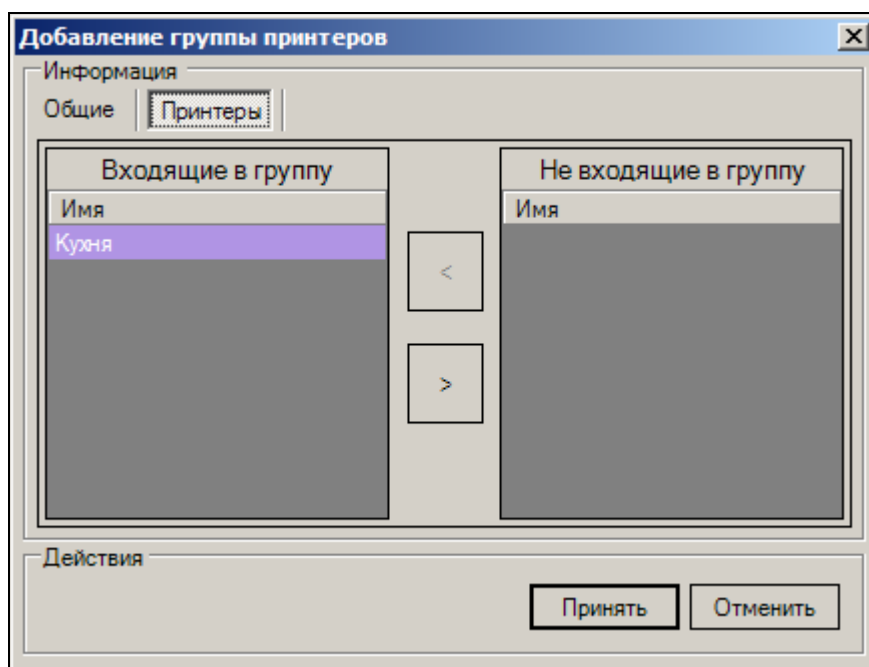 Добавление группы принтеров
Информация
Общие Принтеры
Входящие в группу Не входящие в группу
Имя Имя
Кухня
<
>
Действия
Принять Отменить